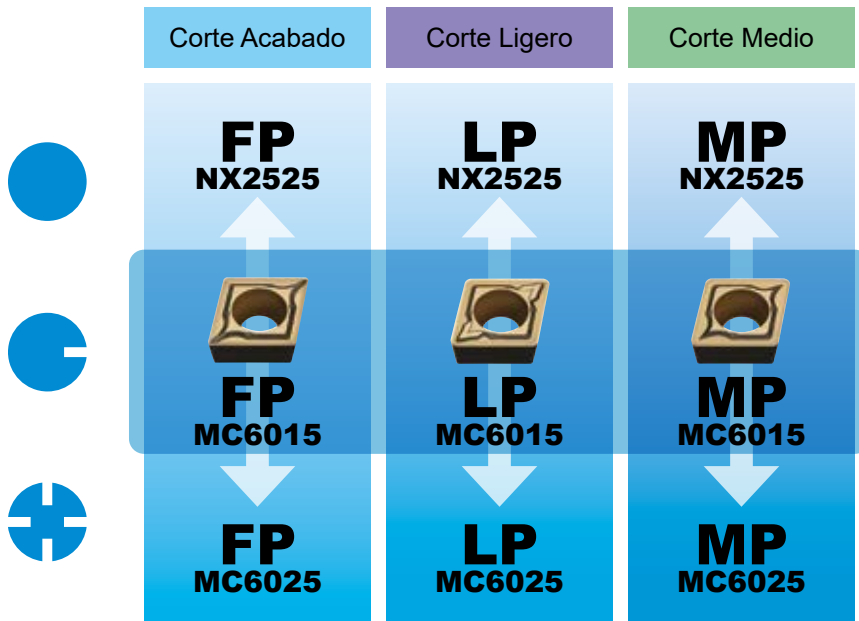 Corte Acabado
Corte Ligero
Corte Medio
FP
NX2525
LP
NX2525
MP
NX2525
FP
MC6015
LP
MC6015
MP
MC6015
FP
MC6025
LP
MC6025
MP
MC6025